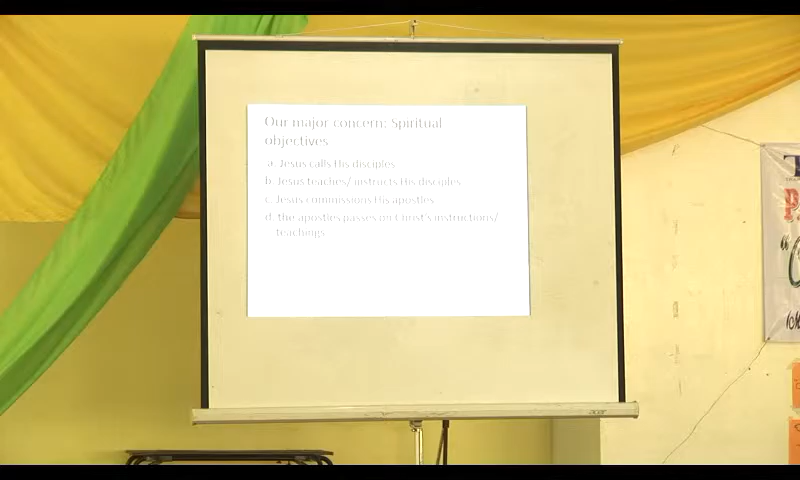 Our major concern: Spiritual
objectives
a. Jesus calls His disciples
b. Jesus teaches/ instructs His disciples
c. Jesus commissions His apostles
d. the apostles passes on Christ's instructions/
teachings
acer